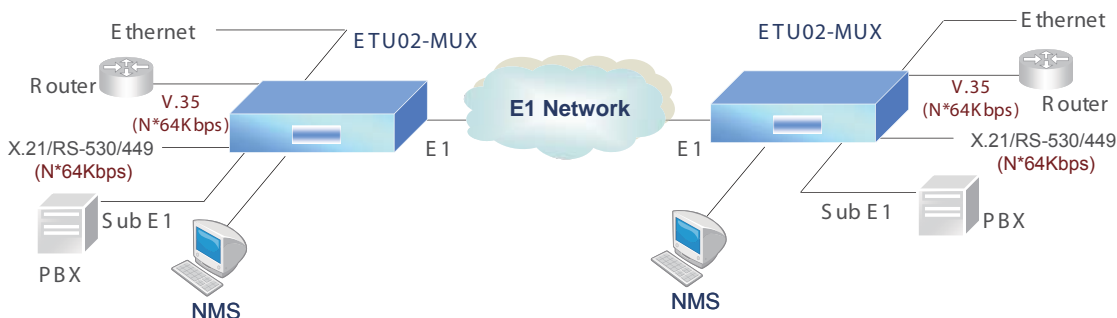 Ethernet
ETU02-MUX
Router
V.35
(N*64Kbps)
X.21/RS-530/449
(N*64Kbps)
Sub E1
PBX
NMS
E1
E1 Network
E1
ETU02-MUX
Ethernet
V.35
(N*64Kbps)
Router
X.21/RS-530/449
(N*64Kbps)
Sub E1
PBX
NMS